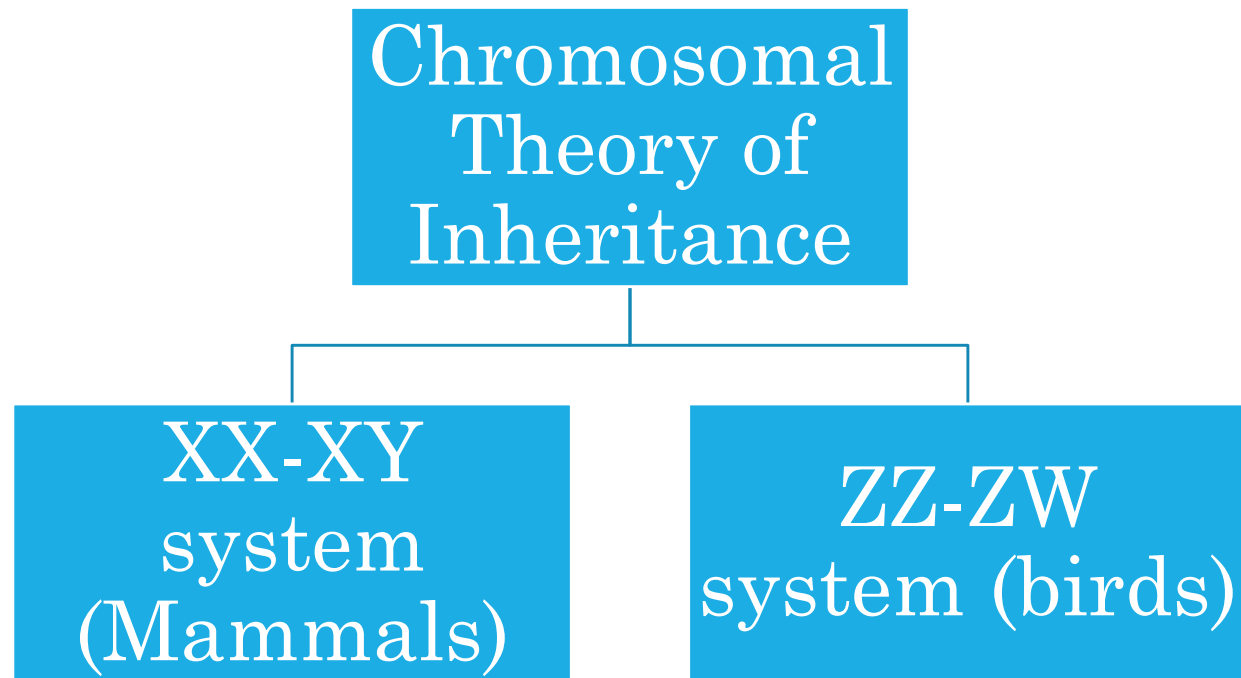 Chromosomal
Theory of
Inheritance
XX-XY
system
(Mammals)
ZZ-ZW
system (birds)